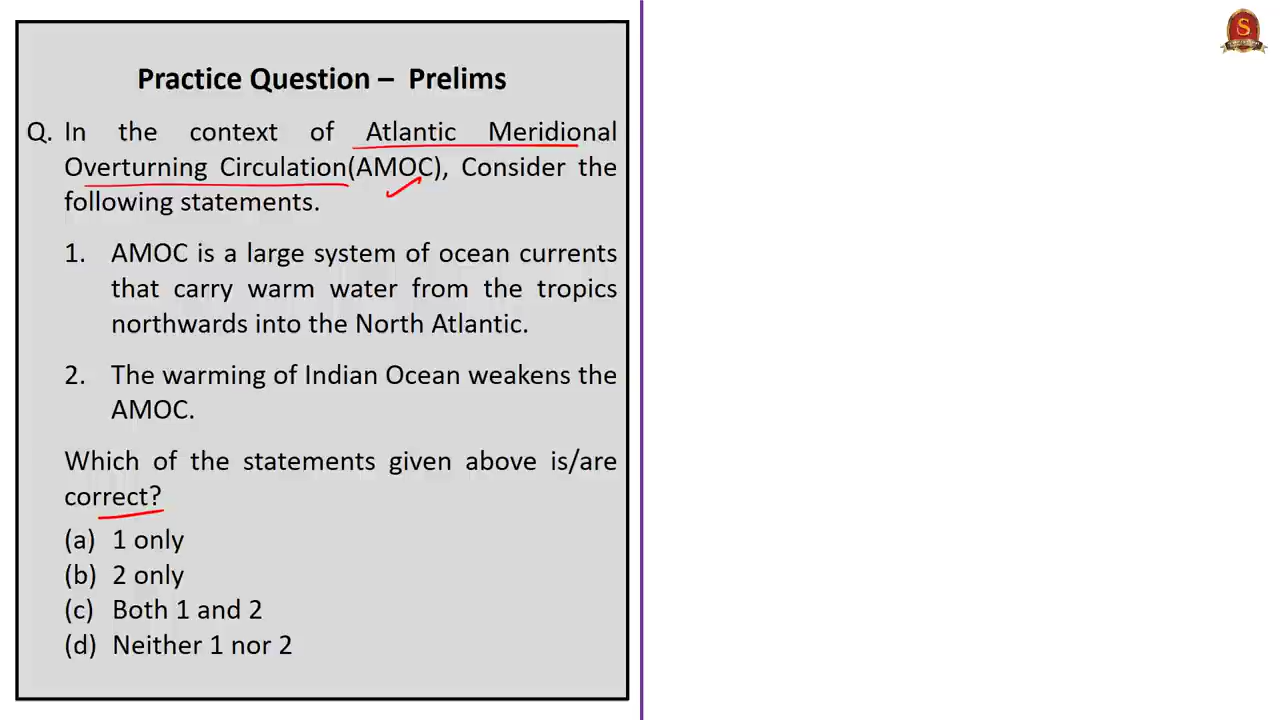 Practice Question – Prelims
Q. In the context of Atlantic Meridional
Overturning Circulation(AMOC), Consider the
following statements.
1. AMOC is a large system of ocean currents
that carry warm water from the tropics
northwards into the North Atlantic.
2. The warming of Indian Ocean weakens the
AMOC.
Which of the statements given above is/are
correct?
(a) 1 only
(b) 2 only
(c) Both 1 and 2
(d) Neither 1 nor 2
S